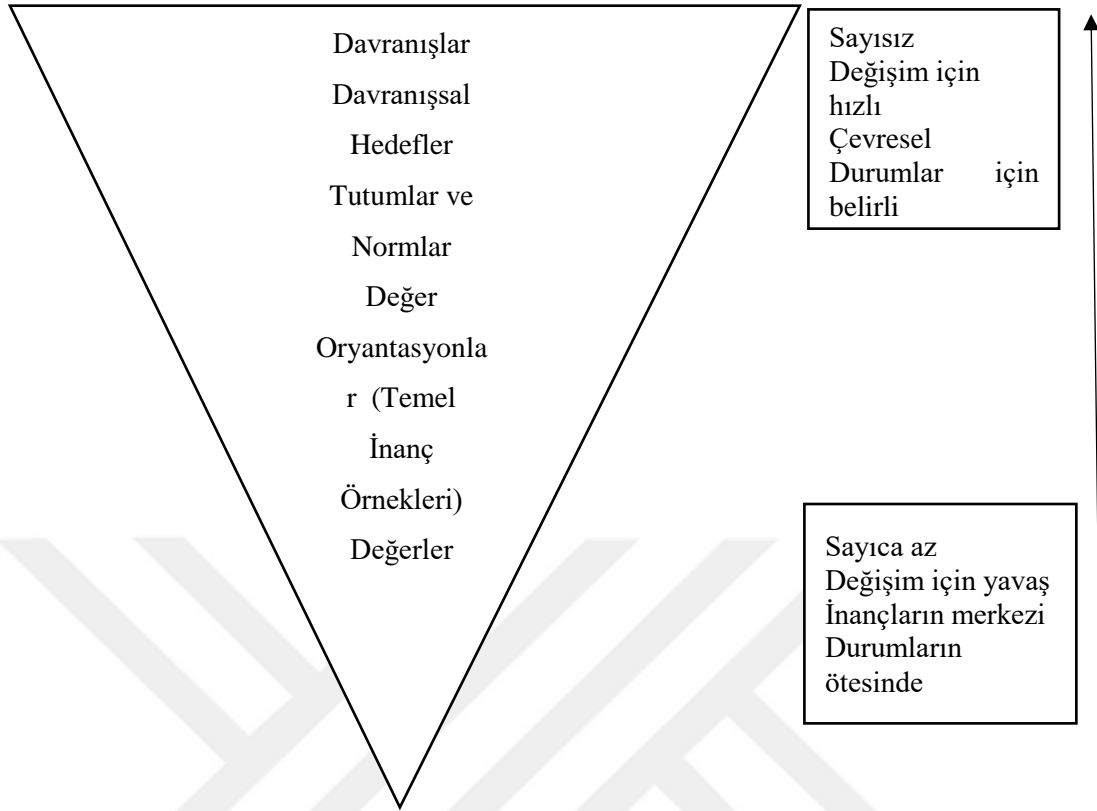 Davranışlar
Davranışsal
Hedefler
Tutumlar ve
Normlar
Değer
Oryantasyonla
r (Temel
İnanç
Örnekleri)
Değerler
Sayısız
Değişim için
hızlı
Çevresel
Durumlar için
belirli
Sayıca az
Değişim için yavaş
İnançların merkezi
Durumların
ötesinde